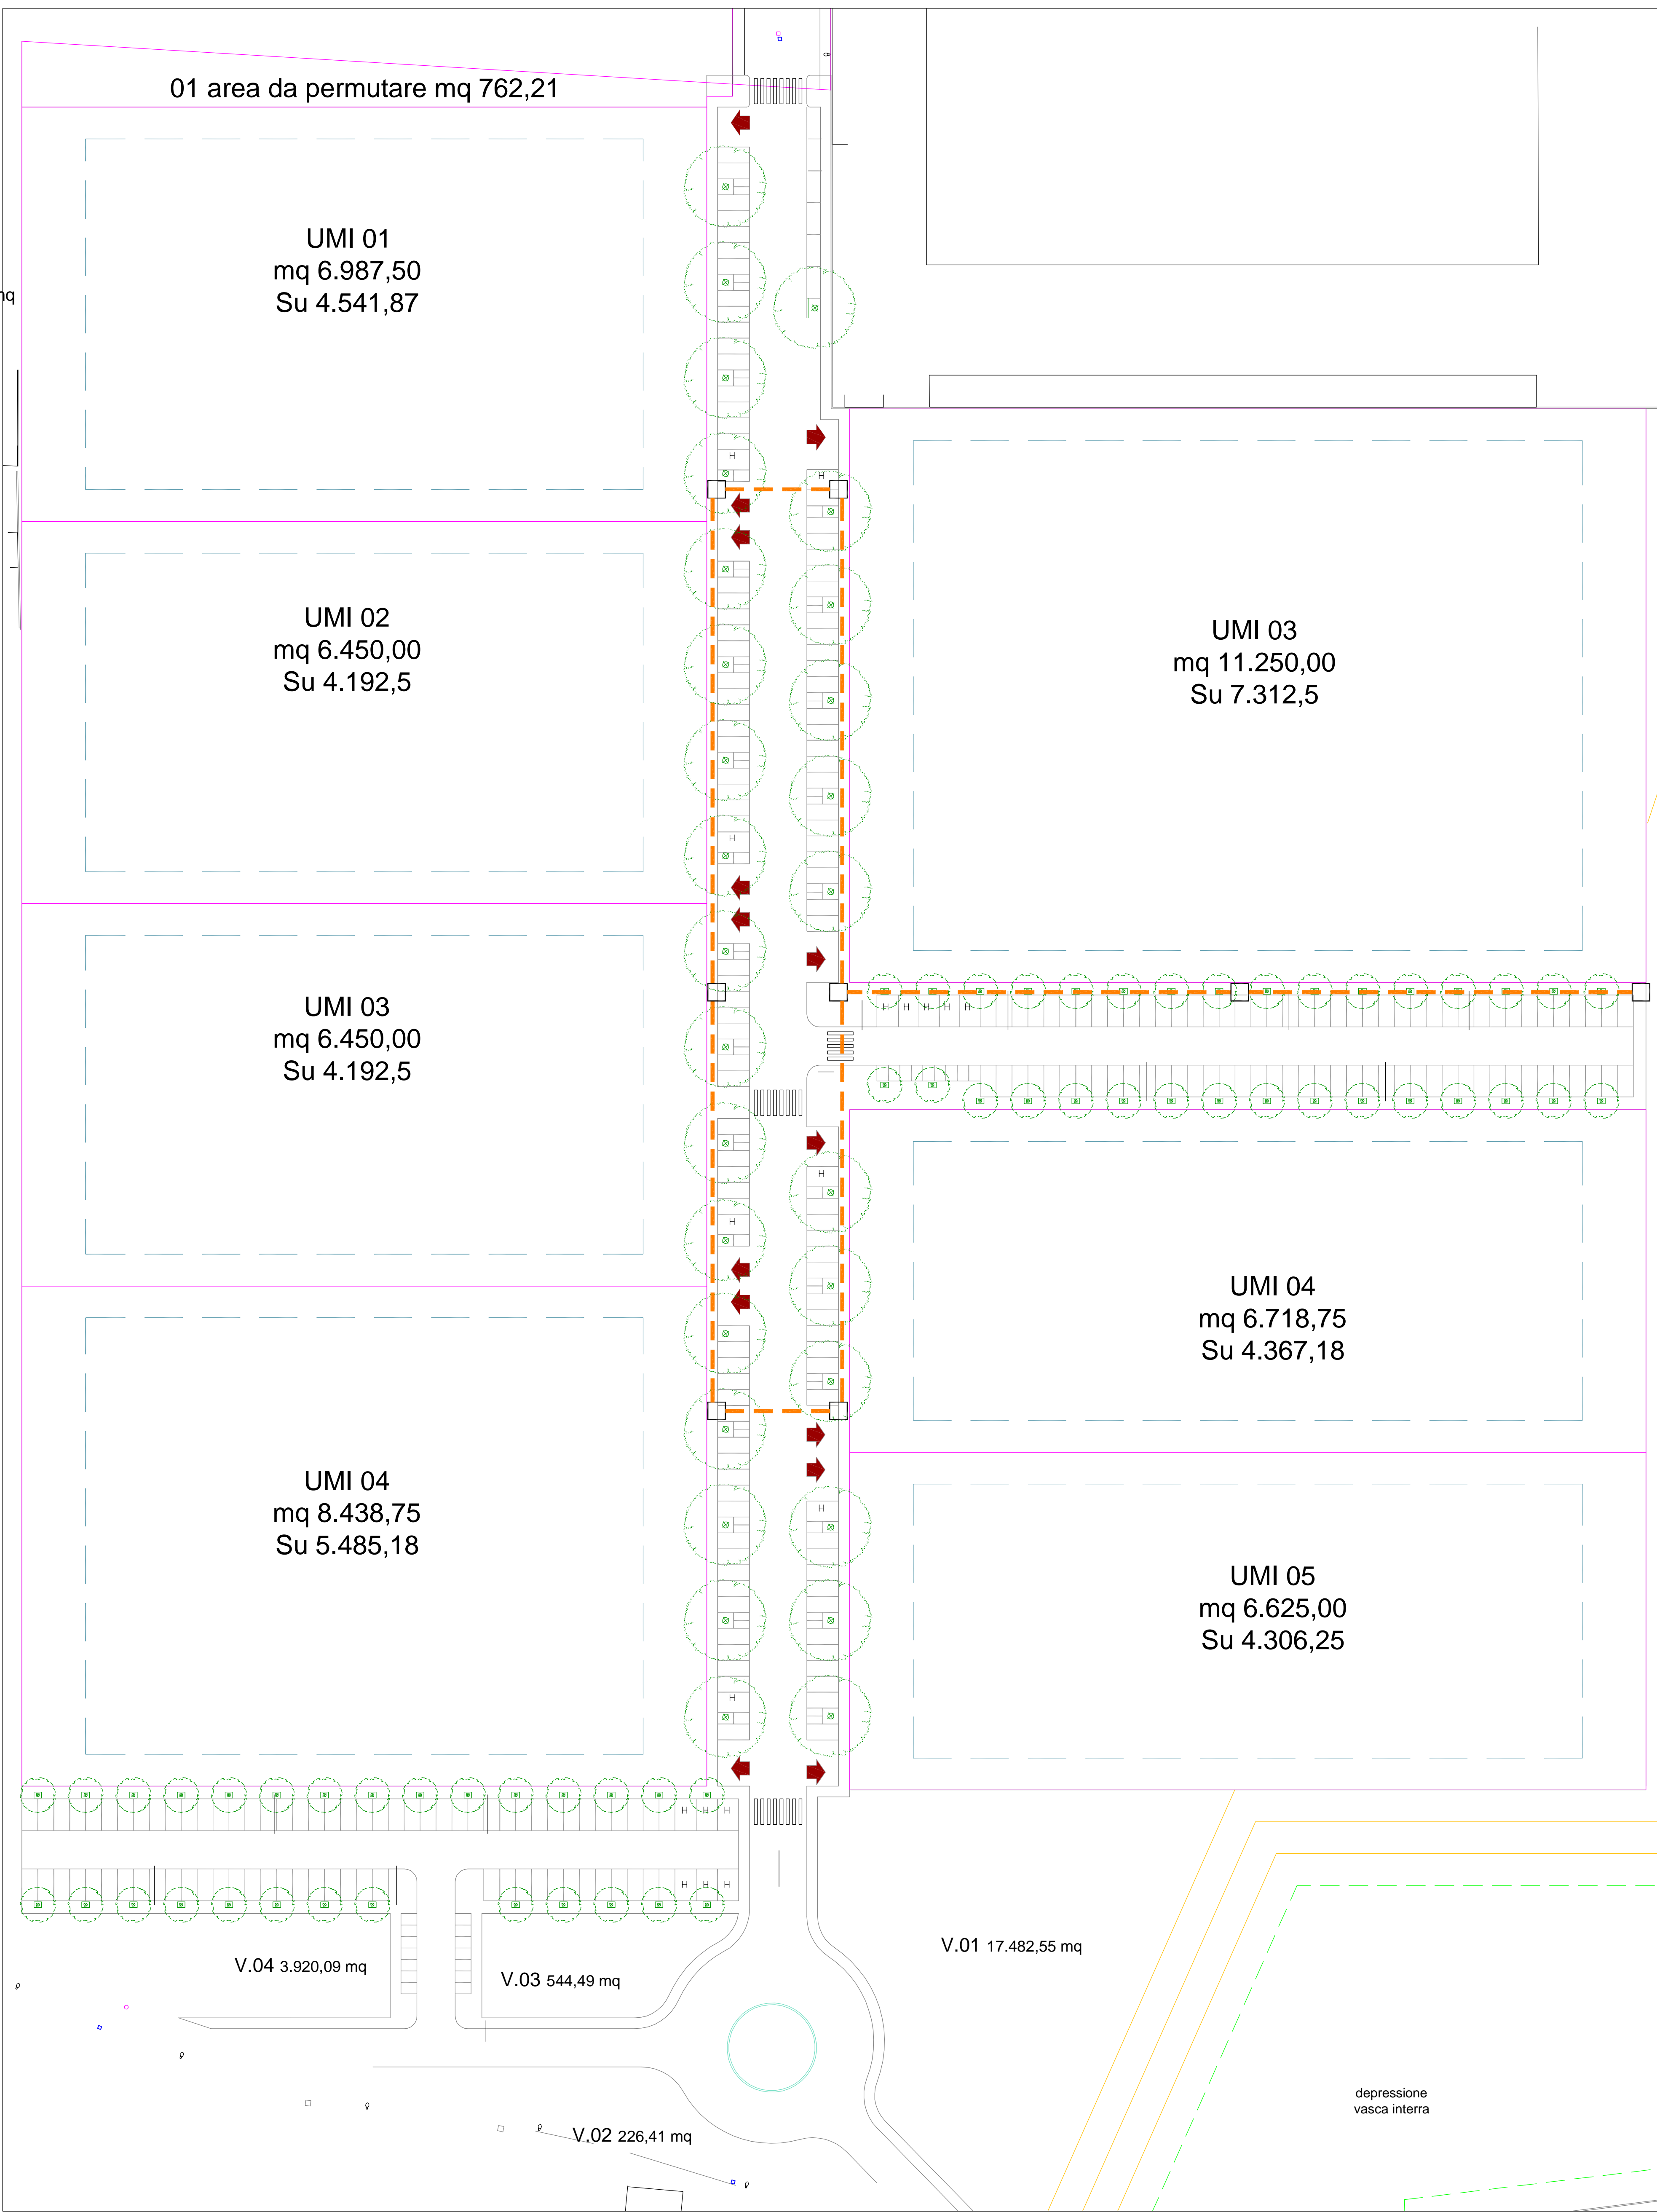 01 area da permutare mq 762,21
UMI 01
mq 6.987,50
Su 4.541,87
mq
UMI 02
mq 6.450,00
Su 4.192,5
UMI 03
mq 11.250,00
Su 7.312,5
UMI 03
mq 6.450,00
Su 4.192,5
UMI 04
mq 6.718,75
Su 4.367,18
UMI 04
mq 8.438,75
Su 5.485,18
UMI 05
mq 6.625,00
Su 4.306,25
H
H
H
H H H H H
H
H
H
H
H H H
H H H
V.04 3.920,09 mq
V.03 544,49 mq
V.01 17.482,55 mq
V.02 226,41 mq
depressione
vasca interra